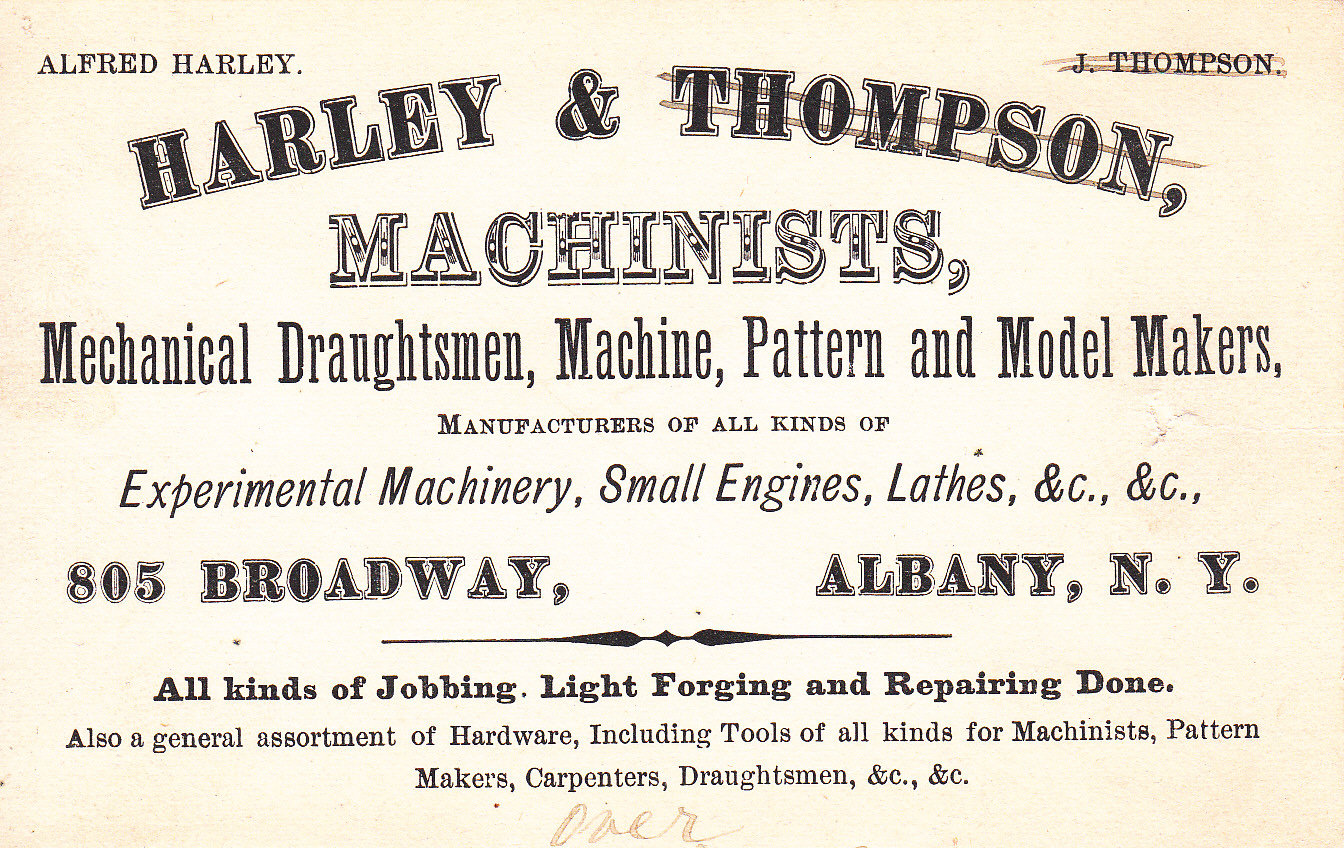 ALFRED HARLEY. J. THOMPSON.
HARLEY & THOMPSON,
MACHINISTS,
Mechanical Draughtsmen, Machine, Pattern and Model Makers,
MANUFACTURERS OF ALL KINDS OF
Experimental Machinery, Small Engines, Lathes, &c., &c.,
805 BROADWAY, ALBANY, N. Y.
All kinds of Jobbing. Light Forging and Repairing Done.
Also a general assortment of Hardware, Including Tools of all kinds for Machinists, Pattern
Makers, Carpenters, Draughtsmen, &c., &c.
over